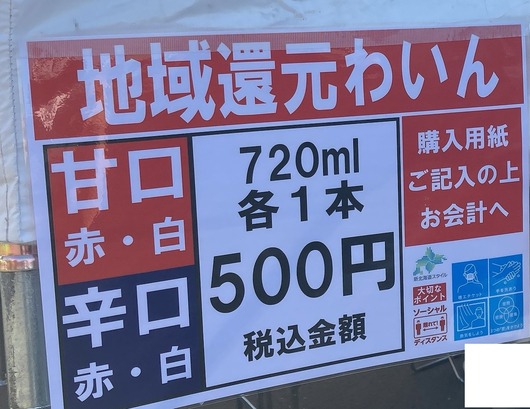 地域還元わいん
甘口
赤・白
辛口
赤・白
720ml
各1本
500円
税込金額
購入用紙
ご記入の上
お会計へ
新北海道スタイル
大切な
ポイント
ソーシャル
離れて!
ディスタンス